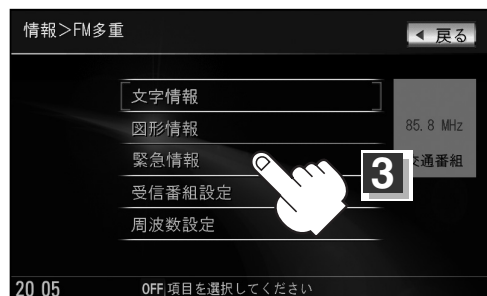 情報＞FM多重
◀ 戻る
文字情報
図形情報
85.8 MHz
緊急情報
交通番組
3
受信番組設定
周波数設定
20 05
OFF 項目を選択してください